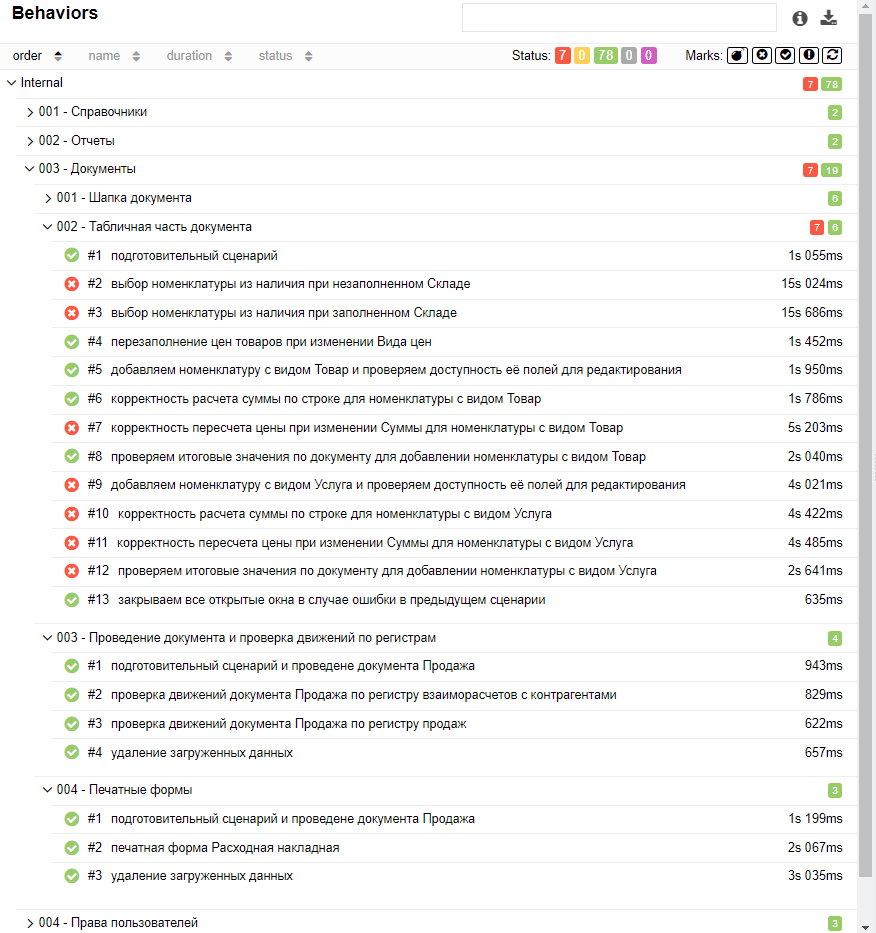 Behaviors
order name duration status Status: 7 0 78 0 0 Marks:
Internal 7 78
001 - Справочники 2
002 - Отчеты 2
003 - Документы 7 19
001 - Шапка документа 6
002 - Табличная часть документа 7 6
#1 подготовительный сценарий 1s 055ms
#2 выбор номенклатуры из наличия при незаполненном Складе 15s 024ms
#3 выбор номенклатуры из наличия при заполненном Складе 15s 686ms
#4 перезаполнение цен товаров при изменении Вида цен 1s 452ms
#5 добавляем номенклатуру с видом Товар и проверяем доступность её полей для редактирования 1s 950ms
#6 корректность расчета суммы по строке для номенклатуры с видом Товар 1s 786ms
#7 корректность пересчета цены при изменении Суммы для номенклатуры с видом Товар 5s 203ms
#8 проверяем итоговые значения по документу для добавлении номенклатуры с видом Товар 2s 040ms
#9 добавляем номенклатуру с видом Услуга и проверяем доступность её полей для редактирования 4s 021ms
#10 корректность расчета суммы по строке для номенклатуры с видом Услуга 4s 422ms
#11 корректность пересчета цены при изменении Суммы для номенклатуры с видом Услуга 4s 485ms
#12 проверяем итоговые значения по документу для добавлении номенклатуры с видом Услуга 2s 641ms
#13 закрываем все открытые окна в случае ошибки в предыдущем сценарии 635ms
003 - Проведение документа и проверка движений по регистрам 4
#1 подготовительный сценарий и проведене документа Продажа 943ms
#2 проверка движений документа Продажа по регистру взаиморасчетов с контрагентами 829ms
#3 проверка движений документа Продажа по регистру продаж 622ms
#4 удаление загруженных данных 657ms
004 - Печатные формы 3
#1 подготовительный сценарий и проведене документа Продажа 1s 199ms
#2 печатная форма Расходная накладная 2s 067ms
#3 удаление загруженных данных 3s 035ms
004 - Права пользователей 3